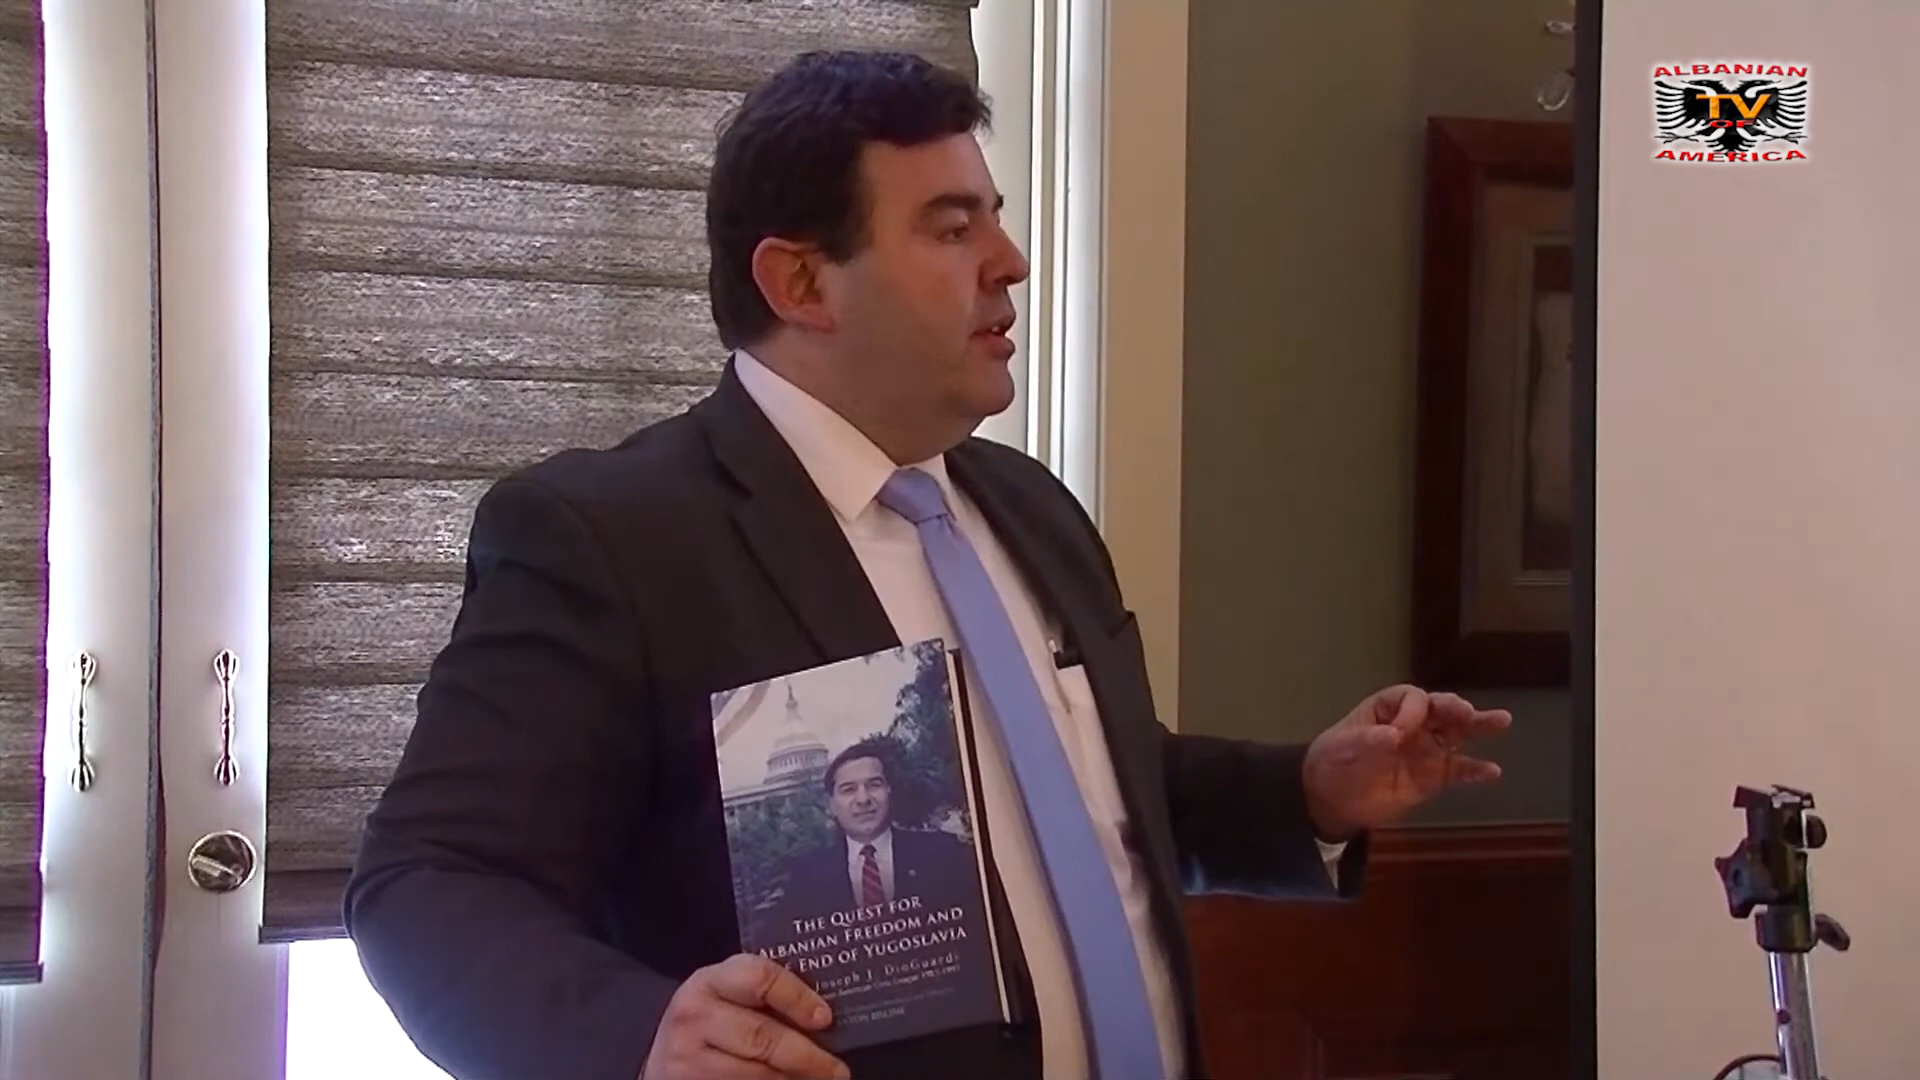 ALBANIAN
TV
OF
AMERICA
THE QUEST FOR
ALBANIAN FREEDOM AND
END OF YUGOSLAVIA
Joseph J. DioGuardi